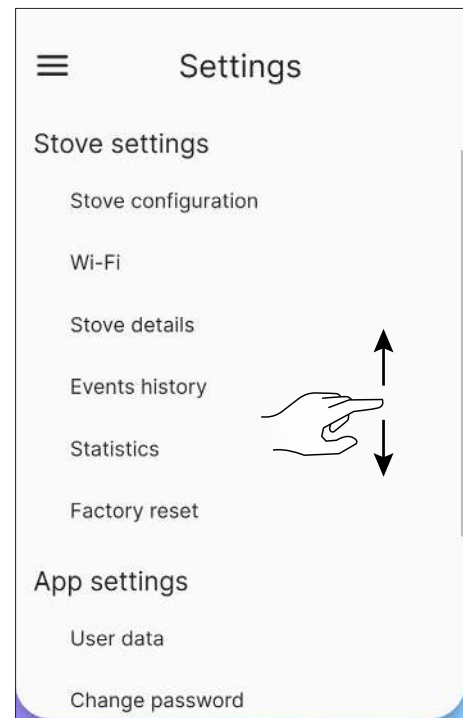 Settings
Stove settings
Stove configuration
Wi-Fi
Stove details
Events history
Statistics
Factory reset
App settings
User data
Change password